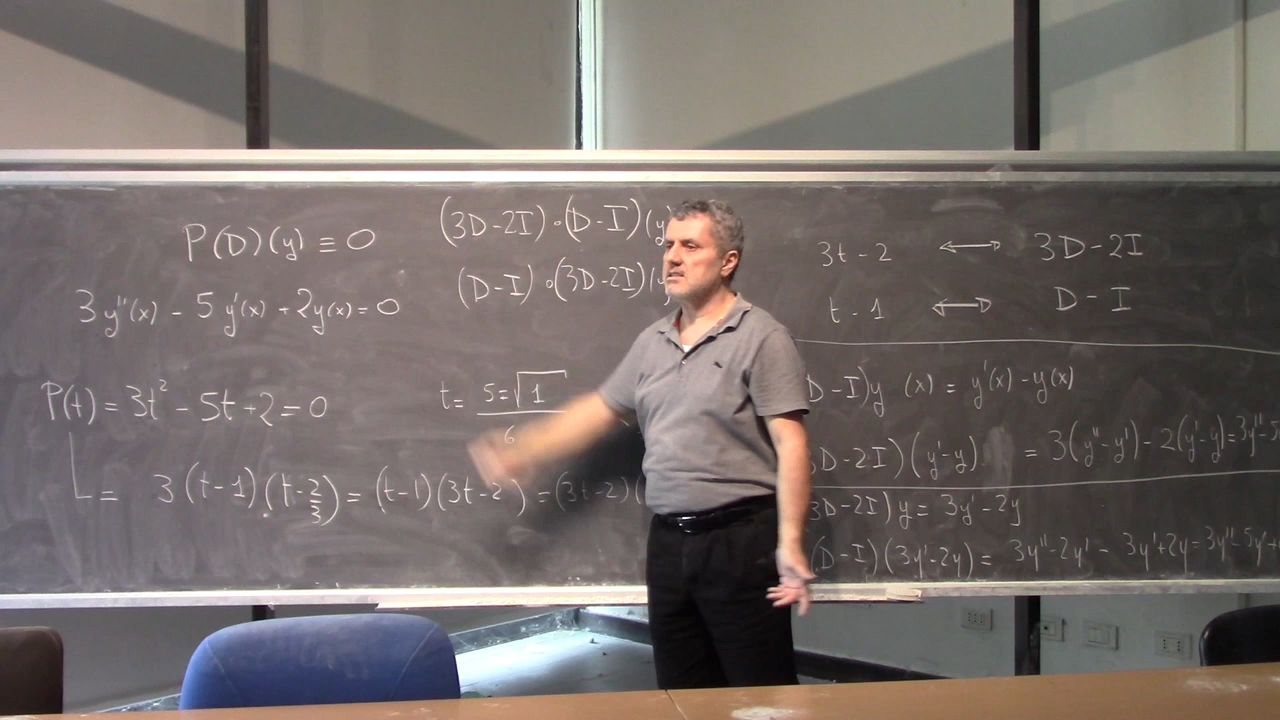 P(D)(y) ≡ 0
3y''(x) - 5y'(x) + 2y(x) = 0
P(t) = 3t² - 5t + 2 = 0
= 3(t-1)(t-2/3) = (t-1)(3t-2) = (3t-2)(
(3D-2I)∘(D-I)(y
(D-I)∘(3D-2I)(y
t = 5=√1 / 6
3t-2 ⟷ 3D-2I
t-1 ⟷ D-I
D-I)y (x) = y'(x) - y(x)
3D-2I)(y'-y) = 3(y''-y') - 2(y'-y) = 3y''-5
3D-2I)y = 3y'-2y
(D-I)(3y'-2y) = 3y''-2y' - 3y'+2y = 3y''-5y'+